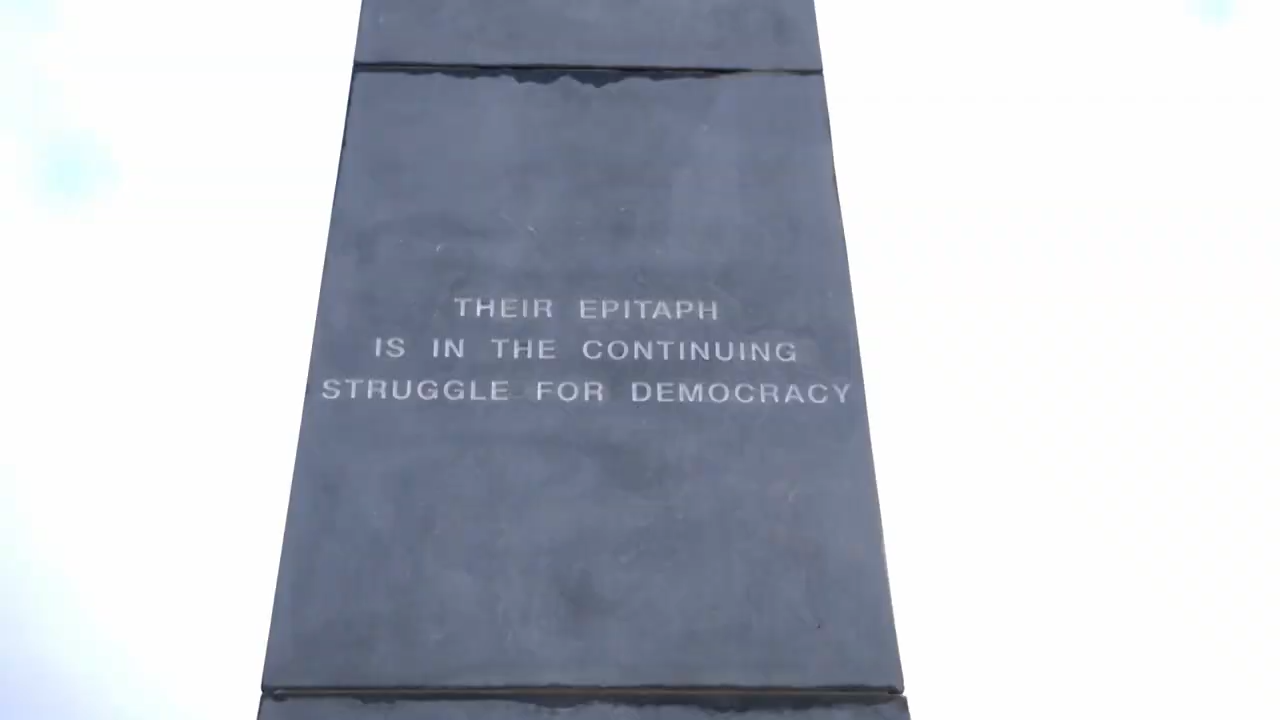 THEIR EPITAPH
IS IN THE CONTINUING
STRUGGLE FOR DEMOCRACY